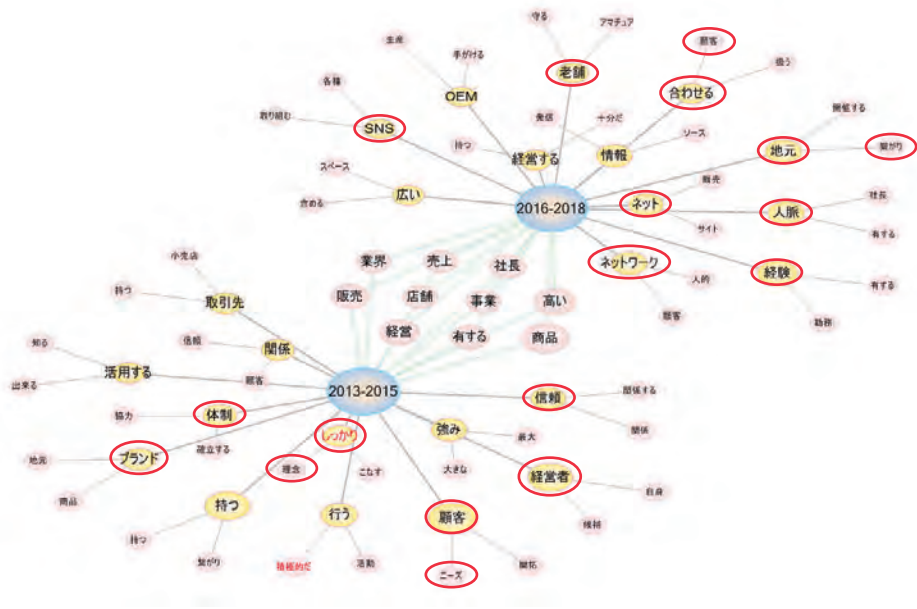 守る
アマチュア
生産
手がける
顧客
老舗
扱う
各種
OEM
合わせる
取り組む
SNS
発信
十分だ
開催する
持つ
経営する
情報
ソース
地元
繋がり
スペース
広い
含める
2016-2018
ネット
販売
人脈
社長
サイト
有する
小売店
業界
売上
社長
ネットワーク
人的
経験
有する
持つ
取引先
販売
店舗
事業
高い
顧客
勤務
経営
有する
商品
信頼
関係
知る
活用する
顧客
2013-2015
出来る
協力
体制
確立する
しっかり
強み
信頼
関係する
関係
最大
地元
ブランド
理念
こなす
大きな
経営者
自身
商品
持つ
行う
顧客
候補
持つ
繋がり
積極的だ
活動
ニーズ
開拓